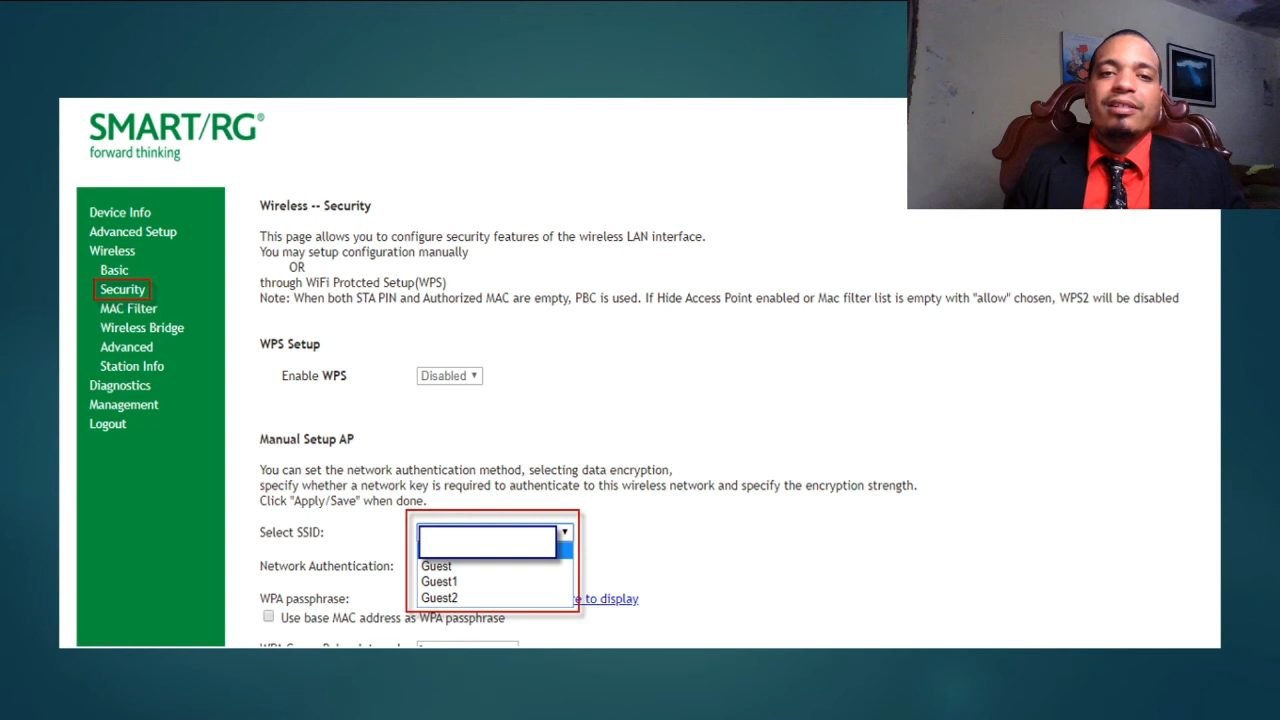 SMART/RG®
forward thinking
Device Info
Advanced Setup
Wireless
Basic
Security
MAC Filter
Wireless Bridge
Advanced
Station Info
Diagnostics
Management
Logout
Wireless -- Security
This page allows you to configure security features of the wireless LAN interface.
You may setup configuration manually
OR
through WiFi Protcted Setup(WPS)
Note: When both STA PIN and Authorized MAC are empty, PBC is used. If Hide Access Point enabled or Mac filter list is empty with "allow" chosen, WPS2 will be disabled
WPS Setup
Enable WPS Disabled
Manual Setup AP
You can set the network authentication method, selecting data encryption,
specify whether a network key is required to authenticate to this wireless network and specify the encryption strength.
Click "Apply/Save" when done.
Select SSID:
Network Authentication: Guest
Guest1
Guest2
WPA passphrase: to display
Use base MAC address as WPA passphrase